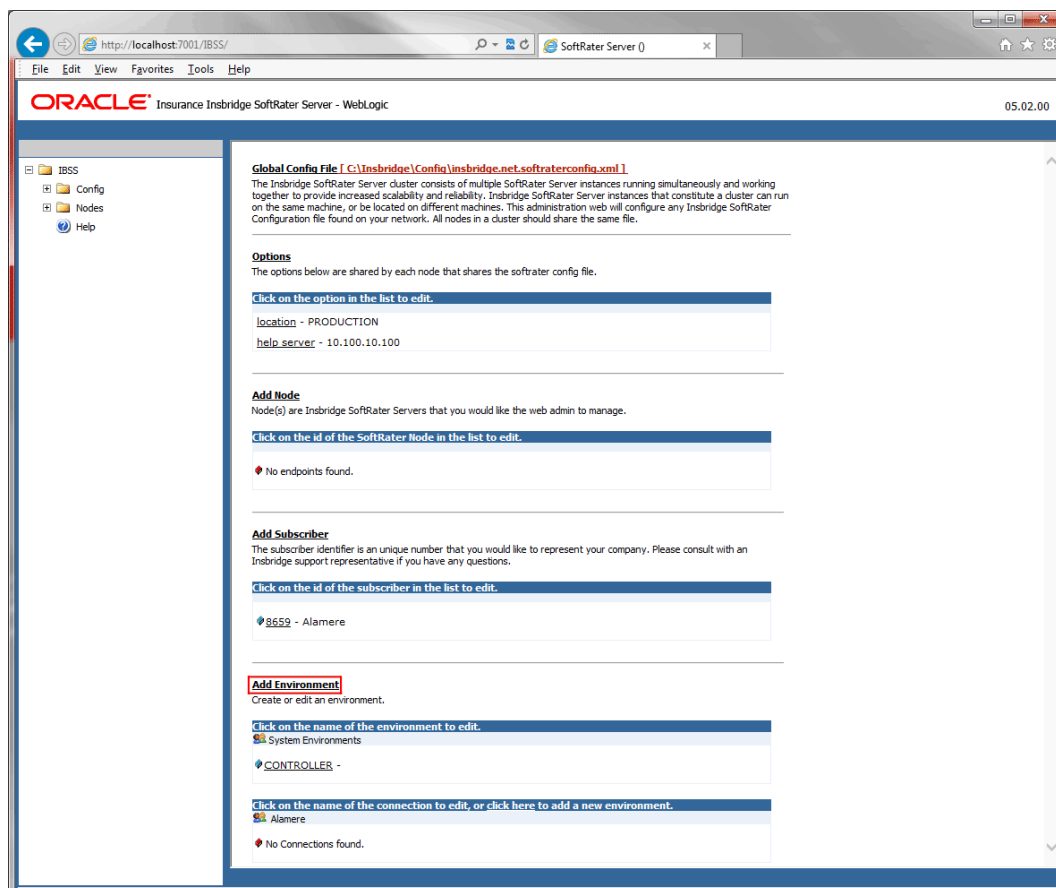 http://localhost:7001/IBSS/
SoftRater Server ()
File Edit View Favorites Tools Help
ORACLE® Insurance Insbridge SoftRater Server - WebLogic
05.02.00
IBSS
Config
Nodes
Help
Global Config File [ C:\Insbridge\Config\insbridge.net.softraterconfig.xml ]
The Insbridge SoftRater Server cluster consists of multiple SoftRater Server instances running simultaneously and working
together to provide increased scalability and reliability. Insbridge SoftRater Server instances that constitute a cluster can run
on the same machine, or be located on different machines. This administration web will configure any Insbridge SoftRater
Configuration file found on your network. All nodes in a cluster should share the same file.
Options
The options below are shared by each node that shares the softrater config file.
Click on the option in the list to edit.
location - PRODUCTION
help server - 10.100.10.100
Add Node
Node(s) are Insbridge SoftRater Servers that you would like the web admin to manage.
Click on the id of the SoftRater Node in the list to edit.
No endpoints found.
Add Subscriber
The subscriber identifier is an unique number that you would like to represent your company. Please consult with an
Insbridge support representative if you have any questions.
Click on the id of the subscriber in the list to edit.
8659 - Alamere
Add Environment
Create or edit an environment.
Click on the name of the environment to edit.
System Environments
CONTROLLER -
Click on the name of the connection to edit, or click here to add a new environment.
Alamere
No Connections found.